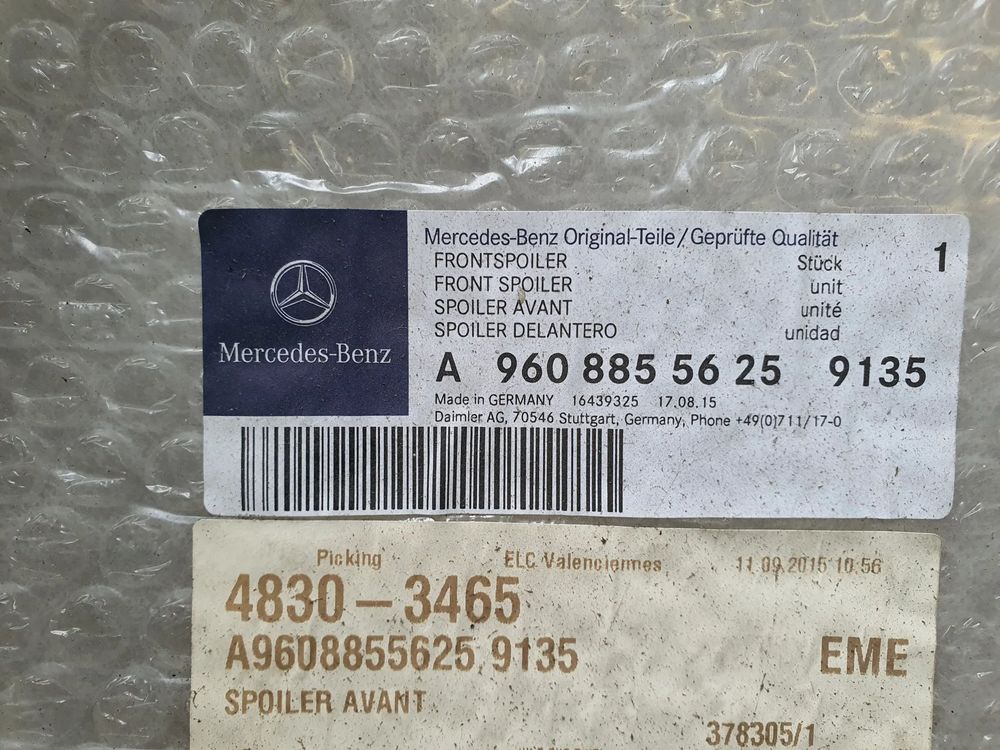 Mercedes-Benz
Mercedes-Benz Original-Teile/Geprüfte Qualität
FRONTSPOILER Stück 1
FRONT SPOILER unit
SPOILER AVANT unité
SPOILER DELANTERO unidad
A 960 885 56 25 9135
Made in GERMANY 16439325 17.08.15
Daimler AG, 70546 Stuttgart, Germany, Phone +49(0)711/17-0
Picking ELC Valenciennes 11.09.2015 10:56
4830-3465
A9608855625 9135 EME
SPOILER AVANT
378305/1